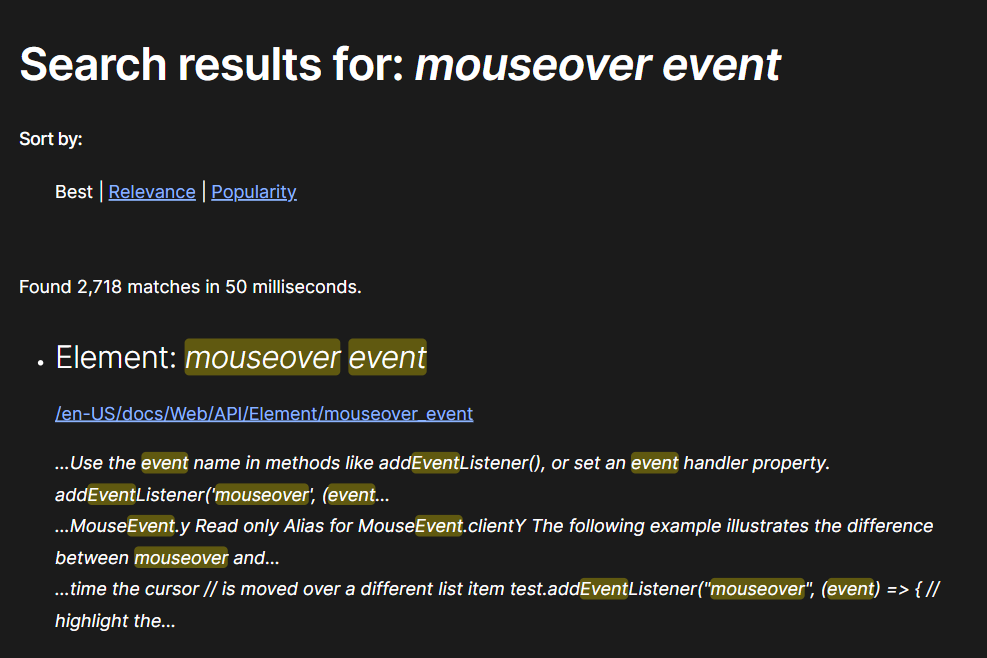 Search results for: mouseover event
Sort by:
Best | Relevance | Popularity
Found 2,718 matches in 50 milliseconds.
• Element: mouseover event
/en-US/docs/Web/API/Element/mouseover_event
…Use the event name in methods like addEventListener(), or set an event handler property.
addEventListener('mouseover', (event…
…MouseEvent.y Read only Alias for MouseEvent.clientY The following example illustrates the difference
between mouseover and…
…time the cursor // is moved over a different list item test.addEventListener("mouseover", (event) => { //
highlight the…